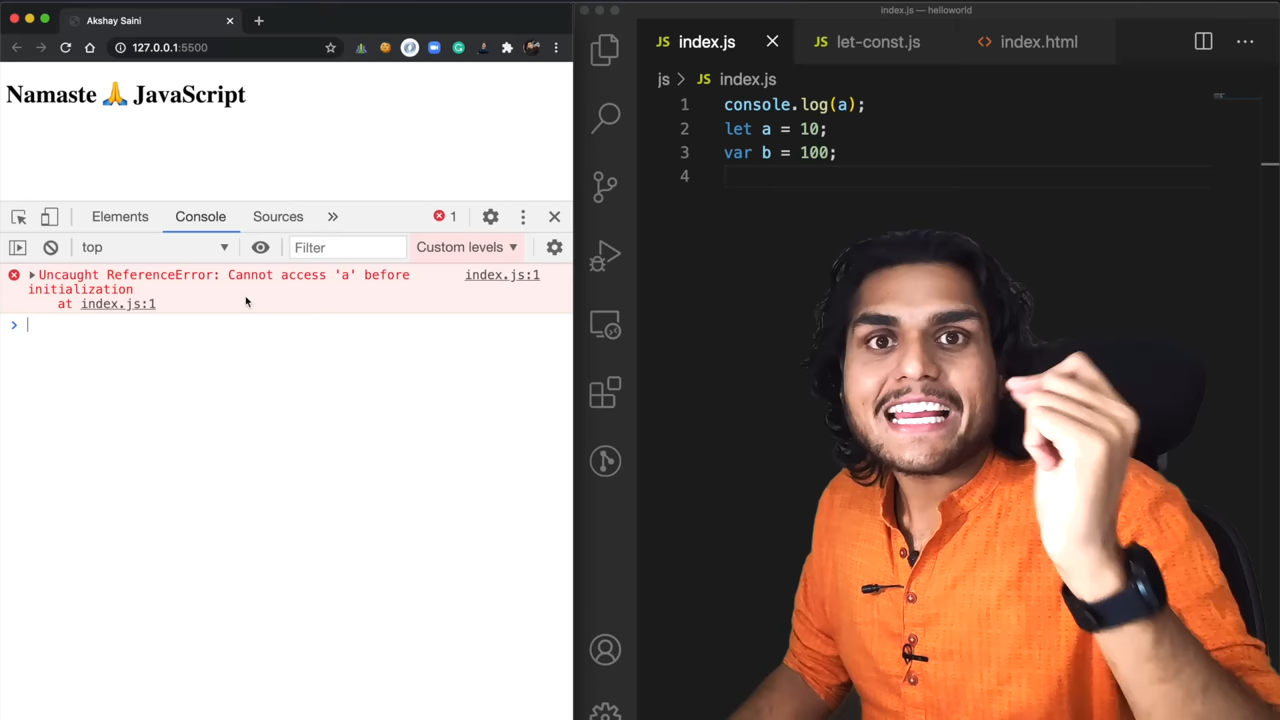 Akshay Saini
127.0.0.1:5500
Namaste 🙏 JavaScript
Elements Console Sources » 1
top Filter Custom levels
Uncaught ReferenceError: Cannot access 'a' before index.js:1
initialization
at index.js:1
index.js — helloworld
JS index.js JS let-const.js <> index.html
js > JS index.js
1 console.log(a);
2 let a = 10;
3 var b = 100;
4